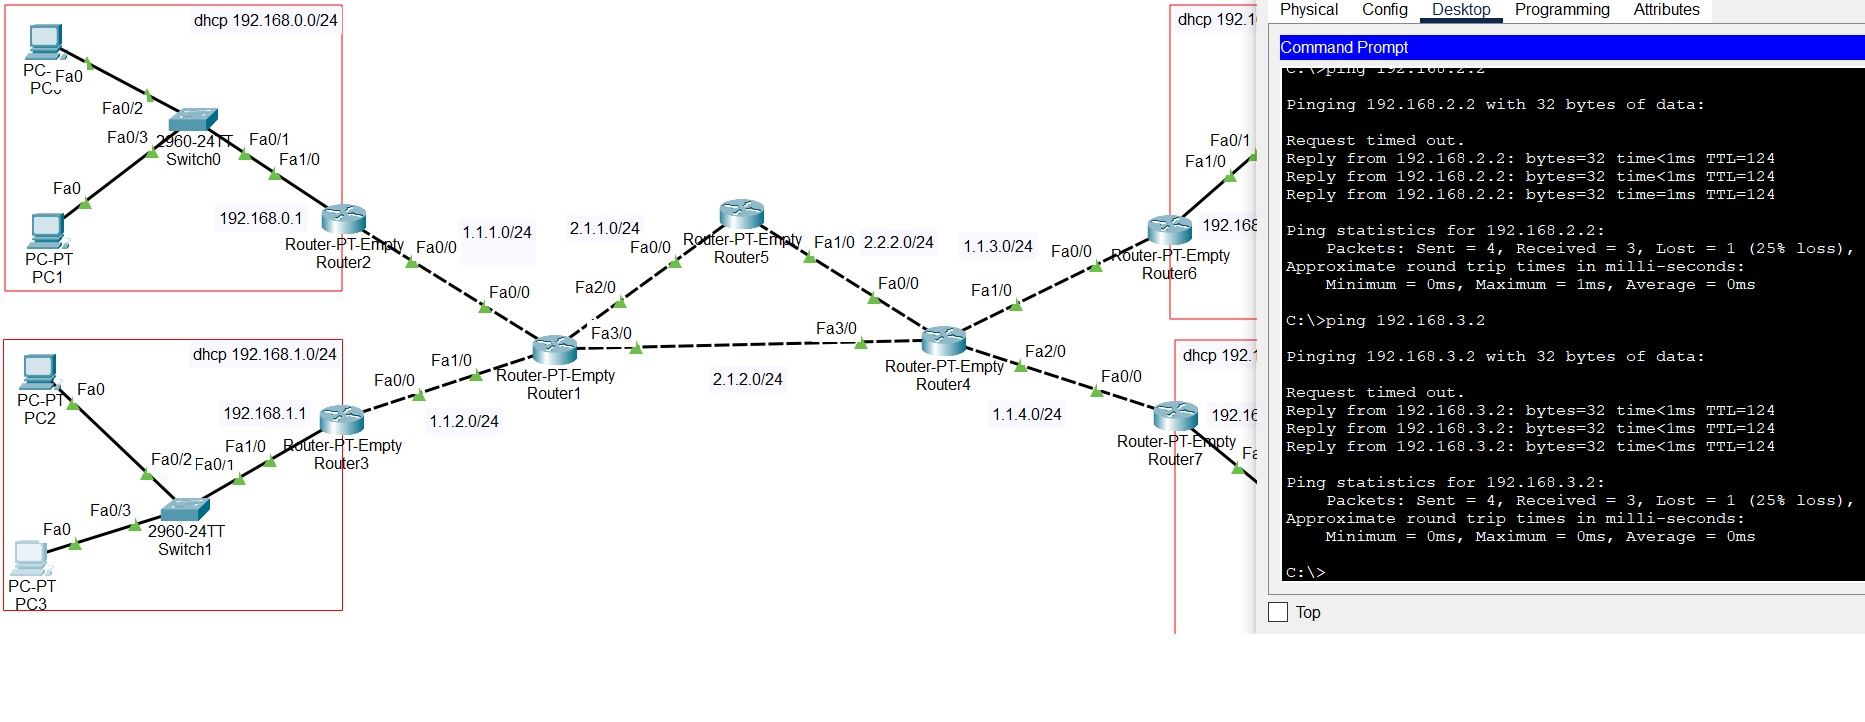 dhcp 192.168.0.0/24
PC-
Fa0
PC0
Fa0/2
Fa0/3
2960-24TT
Switch0
Fa0/1
Fa1/0
Fa0
PC-PT
PC1
192.168.0.1
Router-PT-Empty
Router2
Fa0/0
1.1.1.0/24
Fa0/0
dhcp 192.168.1.0/24
PC-PT
PC2
Fa0
192.168.1.1
Fa1/0
Router-PT-Empty
Router3
Fa0/2
Fa0/1
Fa0/3
Fa0
2960-24TT
Switch1
PC-PT
PC3
Fa0/0
1.1.2.0/24
Fa1/0
Router-PT-Empty
Router1
Fa2/0
Fa3/0
2.1.1.0/24
Fa0/0
Router-PT-Empty
Router5
Fa1/0
2.2.2.0/24
Fa0/0
Fa3/0
2.1.2.0/24
Router-PT-Empty
Router4
Fa1/0
1.1.3.0/24
Fa0/0
Router-PT-Empty
Router6
Fa2/0
Fa0/0
1.1.4.0/24
Router-PT-Empty
Router7
dhcp 192.1
Fa0/1
Fa1/0
192.168
dhcp 192.1
192.16
Fa
Physical Config Desktop Programming Attributes
Command Prompt
C:\>ping 192.168.2.2
Pinging 192.168.2.2 with 32 bytes of data:
Request timed out.
Reply from 192.168.2.2: bytes=32 time<1ms TTL=124
Reply from 192.168.2.2: bytes=32 time<1ms TTL=124
Reply from 192.168.2.2: bytes=32 time=1ms TTL=124
Ping statistics for 192.168.2.2:
Packets: Sent = 4, Received = 3, Lost = 1 (25% loss),
Approximate round trip times in milli-seconds:
Minimum = 0ms, Maximum = 1ms, Average = 0ms
C:\>ping 192.168.3.2
Pinging 192.168.3.2 with 32 bytes of data:
Request timed out.
Reply from 192.168.3.2: bytes=32 time<1ms TTL=124
Reply from 192.168.3.2: bytes=32 time<1ms TTL=124
Reply from 192.168.3.2: bytes=32 time<1ms TTL=124
Ping statistics for 192.168.3.2:
Packets: Sent = 4, Received = 3, Lost = 1 (25% loss),
Approximate round trip times in milli-seconds:
Minimum = 0ms, Maximum = 0ms, Average = 0ms
C:\>
Top